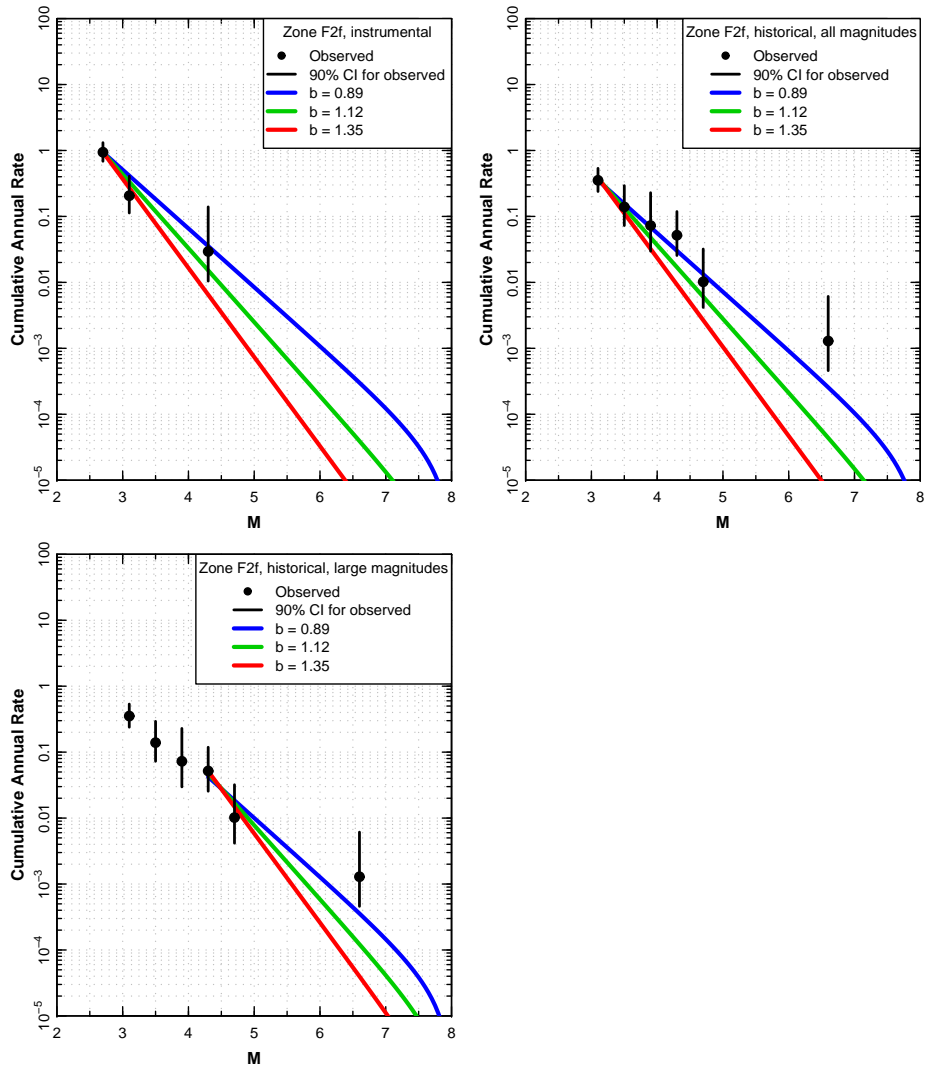 Zone F2f, instrumental
Observed
90% CI for observed
b = 0.89
b = 1.12
b = 1.35
Cumulative Annual Rate
100
10
1
0.1
0.01
10⁻³
10⁻⁴
10⁻⁵
2 3 4 5 6 7 8
M
Zone F2f, historical, all magnitudes
Observed
90% CI for observed
b = 0.89
b = 1.12
b = 1.35
Cumulative Annual Rate
100
10
1
0.1
0.01
10⁻³
10⁻⁴
10⁻⁵
2 3 4 5 6 7 8
M
Zone F2f, historical, large magnitudes
Observed
90% CI for observed
b = 0.89
b = 1.12
b = 1.35
Cumulative Annual Rate
100
10
1
0.1
0.01
10⁻³
10⁻⁴
10⁻⁵
2 3 4 5 6 7 8
M